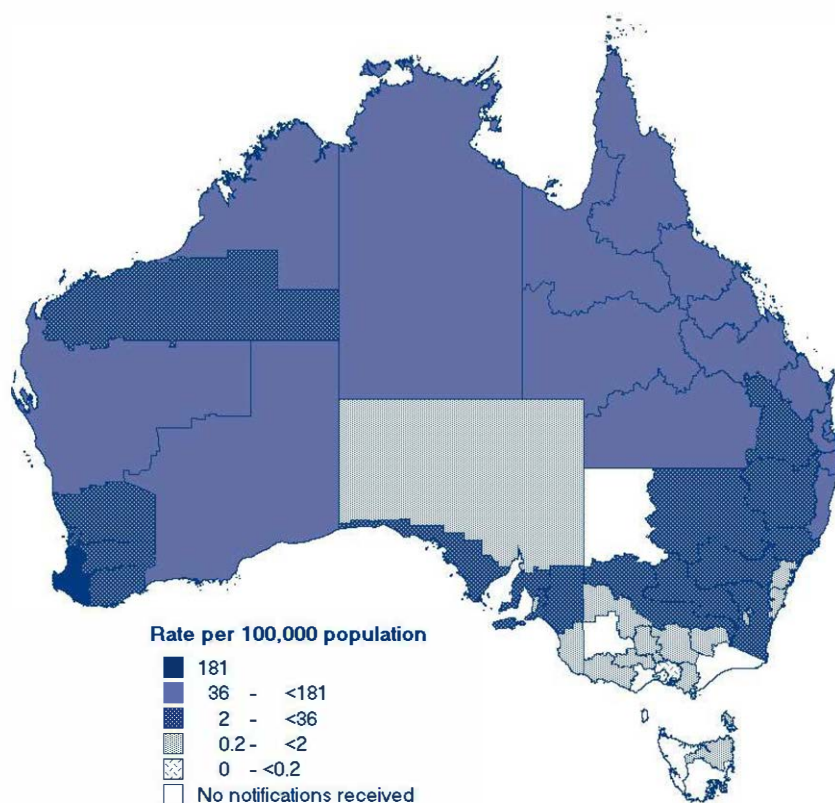 Rate per 100,000 population
181
36 - <181
2 - <36
0.2 - <2
0 - <0.2
No notifications received